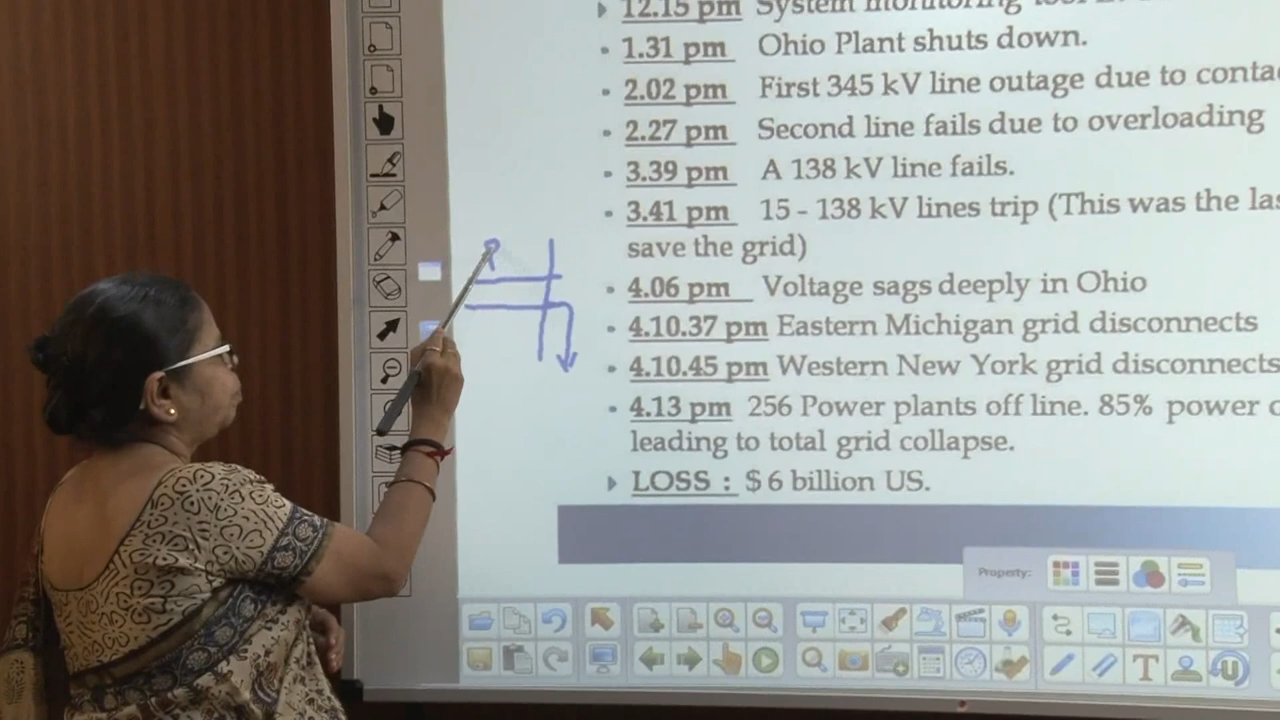 12.15 pm System monitoring
1.31 pm Ohio Plant shuts down.
2.02 pm First 345 kV line outage due to
2.27 pm Second line fails due to overloading
3.39 pm A 138 kV line fails.
3.41 pm 15 - 138 kV lines trip (This was the
save the grid)
4.06 pm Voltage sags deeply in Ohio
4.10.37 pm Eastern Michigan grid disconnects
4.10.45 pm Western New York grid disconnects
4.13 pm 256 Power plants off line. 85% power
leading to total grid collapse.
LOSS : $ 6 billion US.
Property:
T